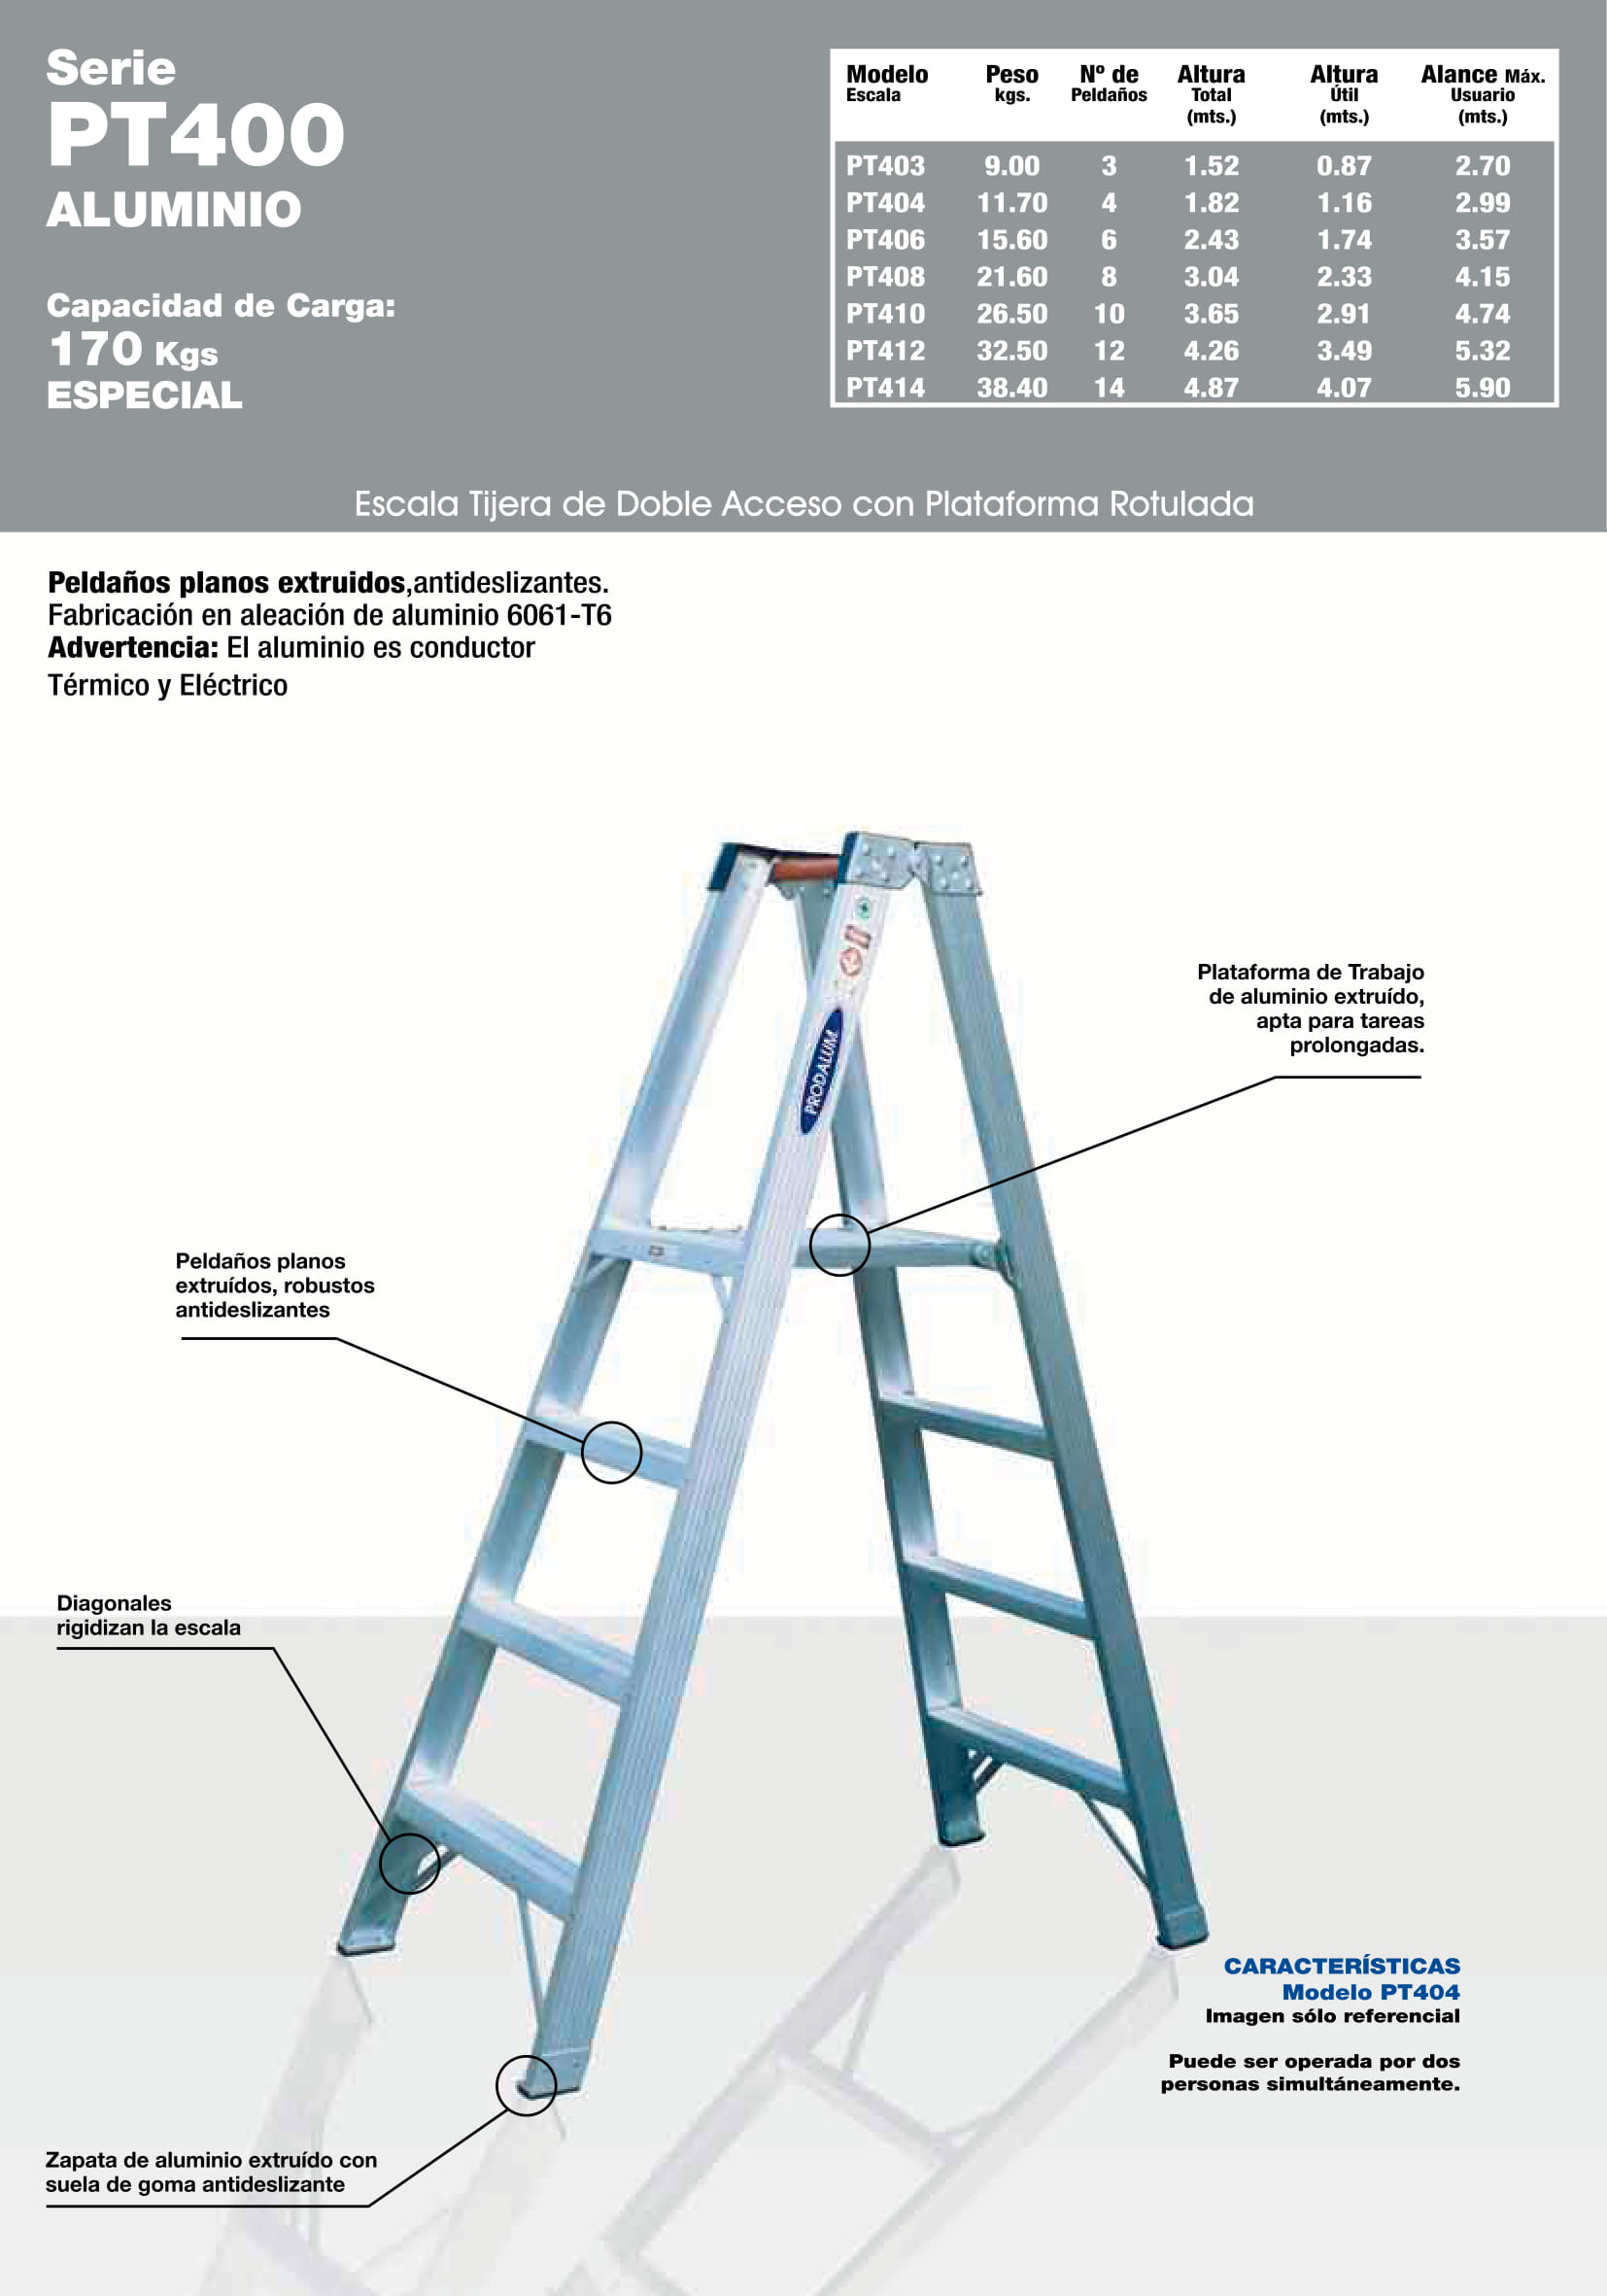 Serie
PT400
ALUMINIO
Capacidad de Carga:
170 Kgs
ESPECIAL
Modelo Peso Nº de Altura Altura Alance Máx.
Escala kgs. Peldaños Total Útil Usuario
(mts.) (mts.) (mts.)
PT403 9.00 3 1.52 0.87 2.70
PT404 11.70 4 1.82 1.16 2.99
PT406 15.60 6 2.43 1.74 3.57
PT408 21.60 8 3.04 2.33 4.15
PT410 26.50 10 3.65 2.91 4.74
PT412 32.50 12 4.26 3.49 5.32
PT414 38.40 14 4.87 4.07 5.90
Escala Tijera de Doble Acceso con Plataforma Rotulada
Peldaños planos extruidos,antideslizantes.
Fabricación en aleación de aluminio 6061-T6
Advertencia: El aluminio es conductor
Térmico y Eléctrico
Plataforma de Trabajo
de aluminio extruído,
apta para tareas
prolongadas.
PRODALUM
Peldaños planos
extruídos, robustos
antideslizantes
Diagonales
rigidizan la escala
CARACTERÍSTICAS
Modelo PT404
Imagen sólo referencial
Puede ser operada por dos
personas simultáneamente.
Zapata de aluminio extruído con
suela de goma antideslizante